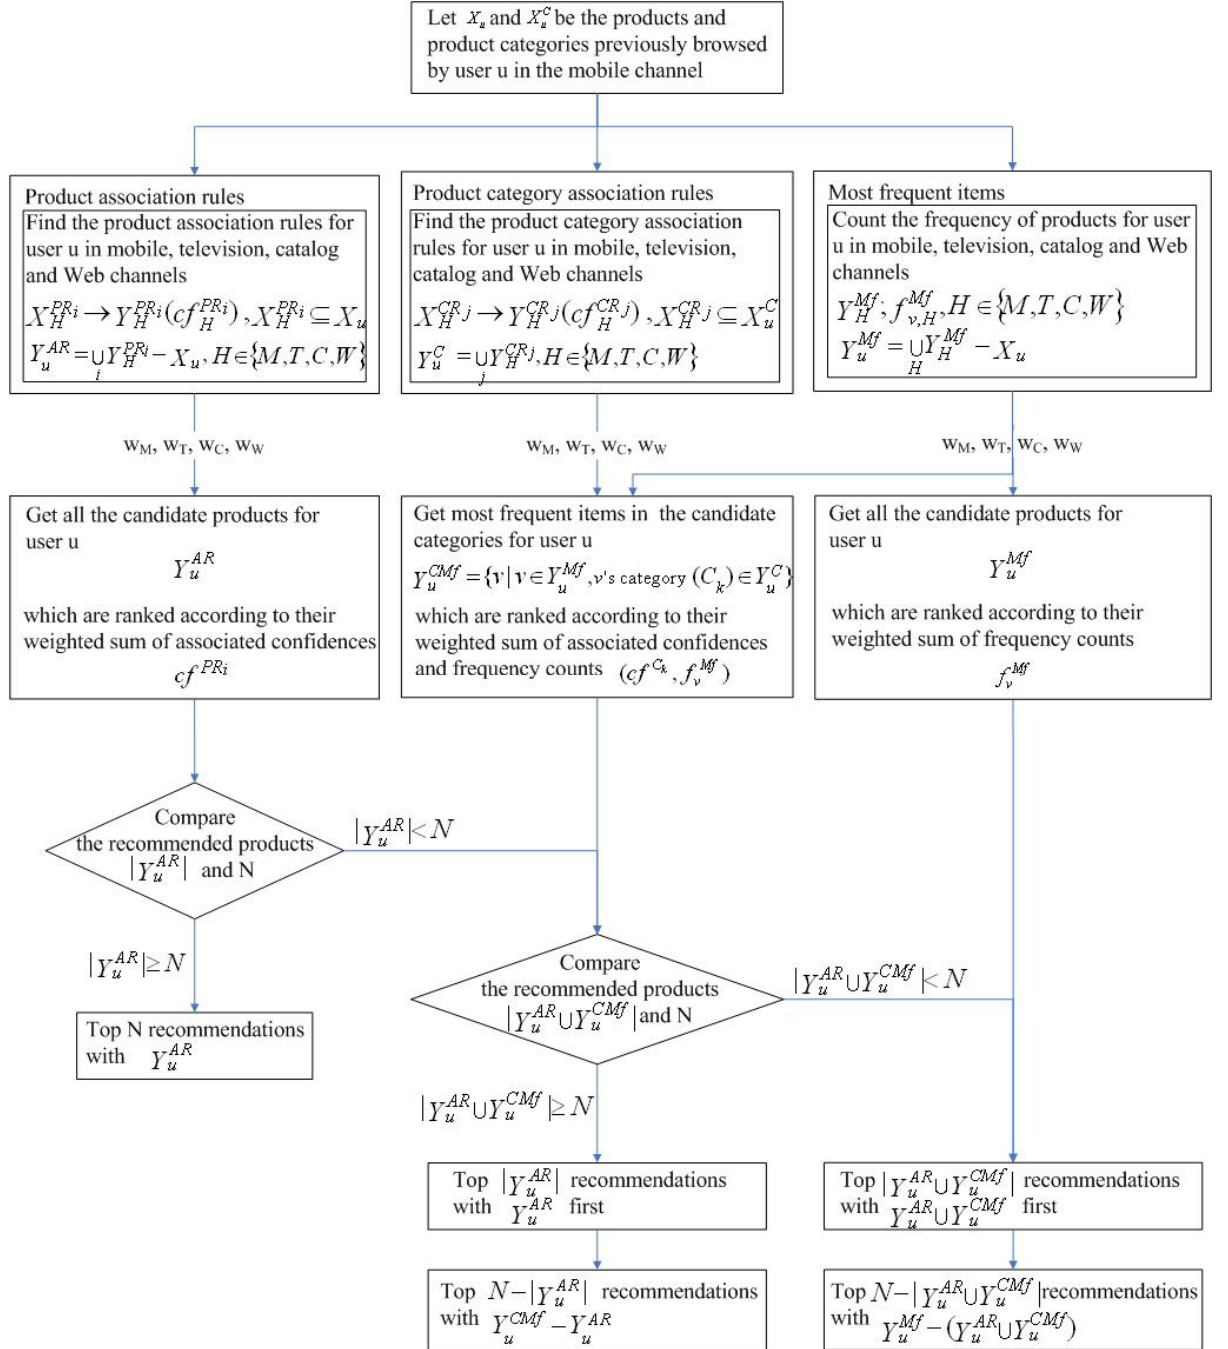 Let X_u and X_u^C be the products and
product categories previously browsed
by user u in the mobile channel
Product association rules
Find the product association rules for
user u in mobile, television, catalog
and Web channels
X_H^{PR_i} → Y_H^{PR_i}(cf_H^{PR_i}), X_H^{PR_i} ⊆ X_u
Y_u^{AR} = ∪_i Y_H^{PR_i} − X_u, H ∈ {M,T,C,W}
Product category association rules
Find the product category association
rules for user u in mobile, television,
catalog and Web channels
X_H^{CR_j} → Y_H^{CR_j}(cf_H^{CR_j}), X_H^{CR_j} ⊆ X_u^C
Y_u^C = ∪_j Y_H^{CR_j}, H ∈ {M,T,C,W}
Most frequent items
Count the frequency of products for user
u in mobile, television, catalog and Web
channels
Y_H^{Mf}; f_{v,H}^{Mf}, H ∈ {M,T,C,W}
Y_u^{Mf} = ∪_H Y_H^{Mf} − X_u
w_M, w_T, w_C, w_W
w_M, w_T, w_C, w_W
w_M, w_T, w_C, w_W
Get all the candidate products for
user u
Y_u^{AR}
which are ranked according to their
weighted sum of associated confidences
cf^{PR_i}
Get most frequent items in the candidate
categories for user u
Y_u^{CMf} = {v | v ∈ Y_u^{Mf}, v's category (C_k) ∈ Y_u^C}
which are ranked according to their
weighted sum of associated confidences
and frequency counts (cf^{C_k}, f_v^{Mf})
Get all the candidate products for
user u
Y_u^{Mf}
which are ranked according to their
weighted sum of frequency counts
f_v^{Mf}
Compare
the recommended products
|Y_u^{AR}| and N
|Y_u^{AR}| < N
|Y_u^{AR}| ≥ N
Top N recommendations
with Y_u^{AR}
Compare
the recommended products
|Y_u^{AR} ∪ Y_u^{CMf}| and N
|Y_u^{AR} ∪ Y_u^{CMf}| < N
|Y_u^{AR} ∪ Y_u^{CMf}| ≥ N
Top |Y_u^{AR}| recommendations
with Y_u^{AR} first
Top N − |Y_u^{AR}| recommendations
with Y_u^{CMf} − Y_u^{AR}
Top |Y_u^{AR} ∪ Y_u^{CMf}| recommendations
with Y_u^{AR} ∪ Y_u^{CMf} first
Top N − |Y_u^{AR} ∪ Y_u^{CMf}| recommendations
with Y_u^{Mf} − (Y_u^{AR} ∪ Y_u^{CMf})